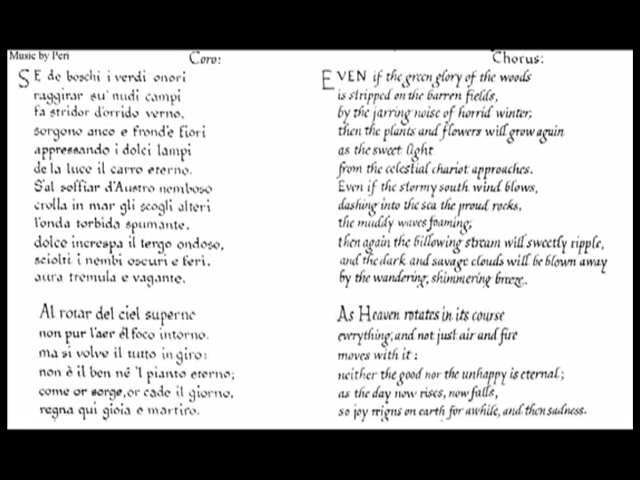 Music by Peri
Coro:
SE de boschi i verdi onori
raggirar su' nudi campi
fa stridor d'orrido verno,
sorgono anco e frond'e fiori
appressando i dolci lampi
de la luce il carro eterno.
S'al soffiar d'Austro nemboso
crolla in mar gli scogli alteri
l'onda torbida spumante,
dolce increspa il tergo ondoso,
sciolti i nembi oscuri e feri,
aura tremula e vagante.
Al rotar del ciel superno
non pur l'aer él foco intorno,
ma si volve il tutto in giro:
non è il ben né 'l pianto eterno;
come or sorge, or cade il giorno,
regna qui gioia e martiro.
Chorus:
EVEN if the green glory of the woods
is stripped on the barren fields,
by the jarring noise of horrid winter,
then the plants and flowers will grow again
as the sweet light
from the celestial chariot approaches.
Even if the stormy south wind blows,
dashing into the sea the proud rocks,
the muddy waves foaming,
then again the billowing stream will sweetly ripple,
and the dark and savage clouds will be blown away
by the wandering, shimmering breeze.
As Heaven rotates in its course
everything, and not just air and fire
moves with it:
neither the good nor the unhappy is eternal;
as the day now rises, now falls,
so joy reigns on earth for awhile, and then sadness.